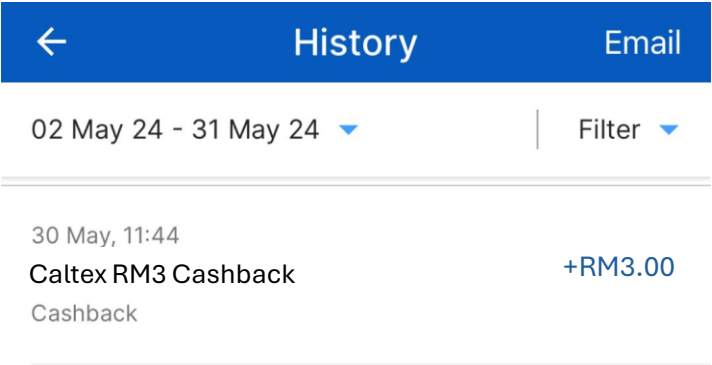 History Email
02 May 24 - 31 May 24 Filter
30 May, 11:44
Caltex RM3 Cashback +RM3.00
Cashback